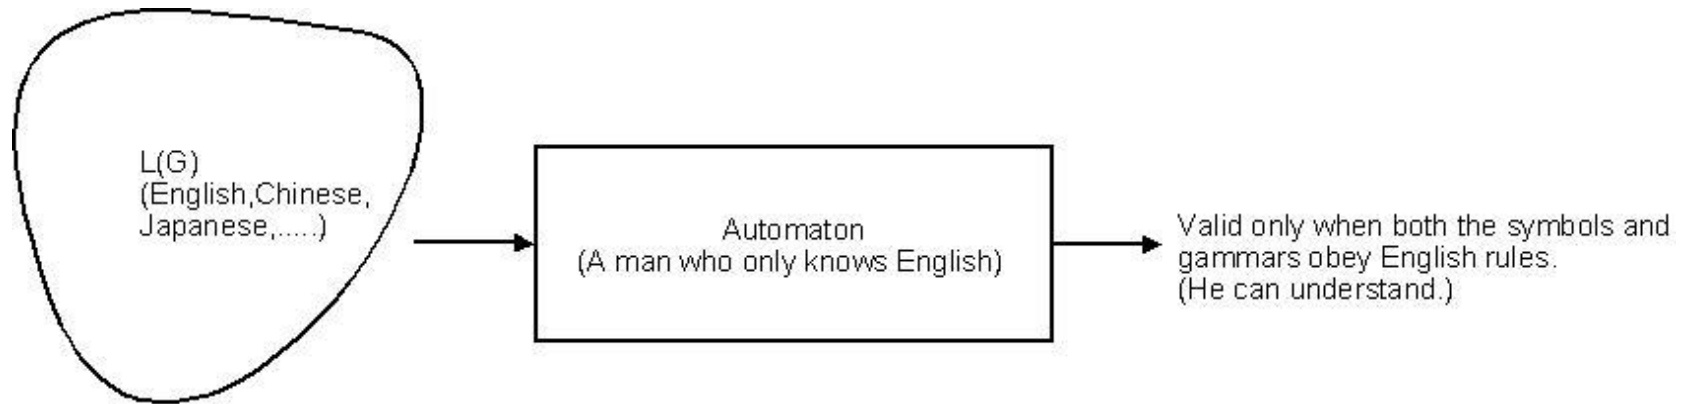 L(G)
(English,Chinese,
Japanese,.....)
Automaton
(A man who only knows English)
Valid only when both the symbols and
gammars obey English rules.
(He can understand.)